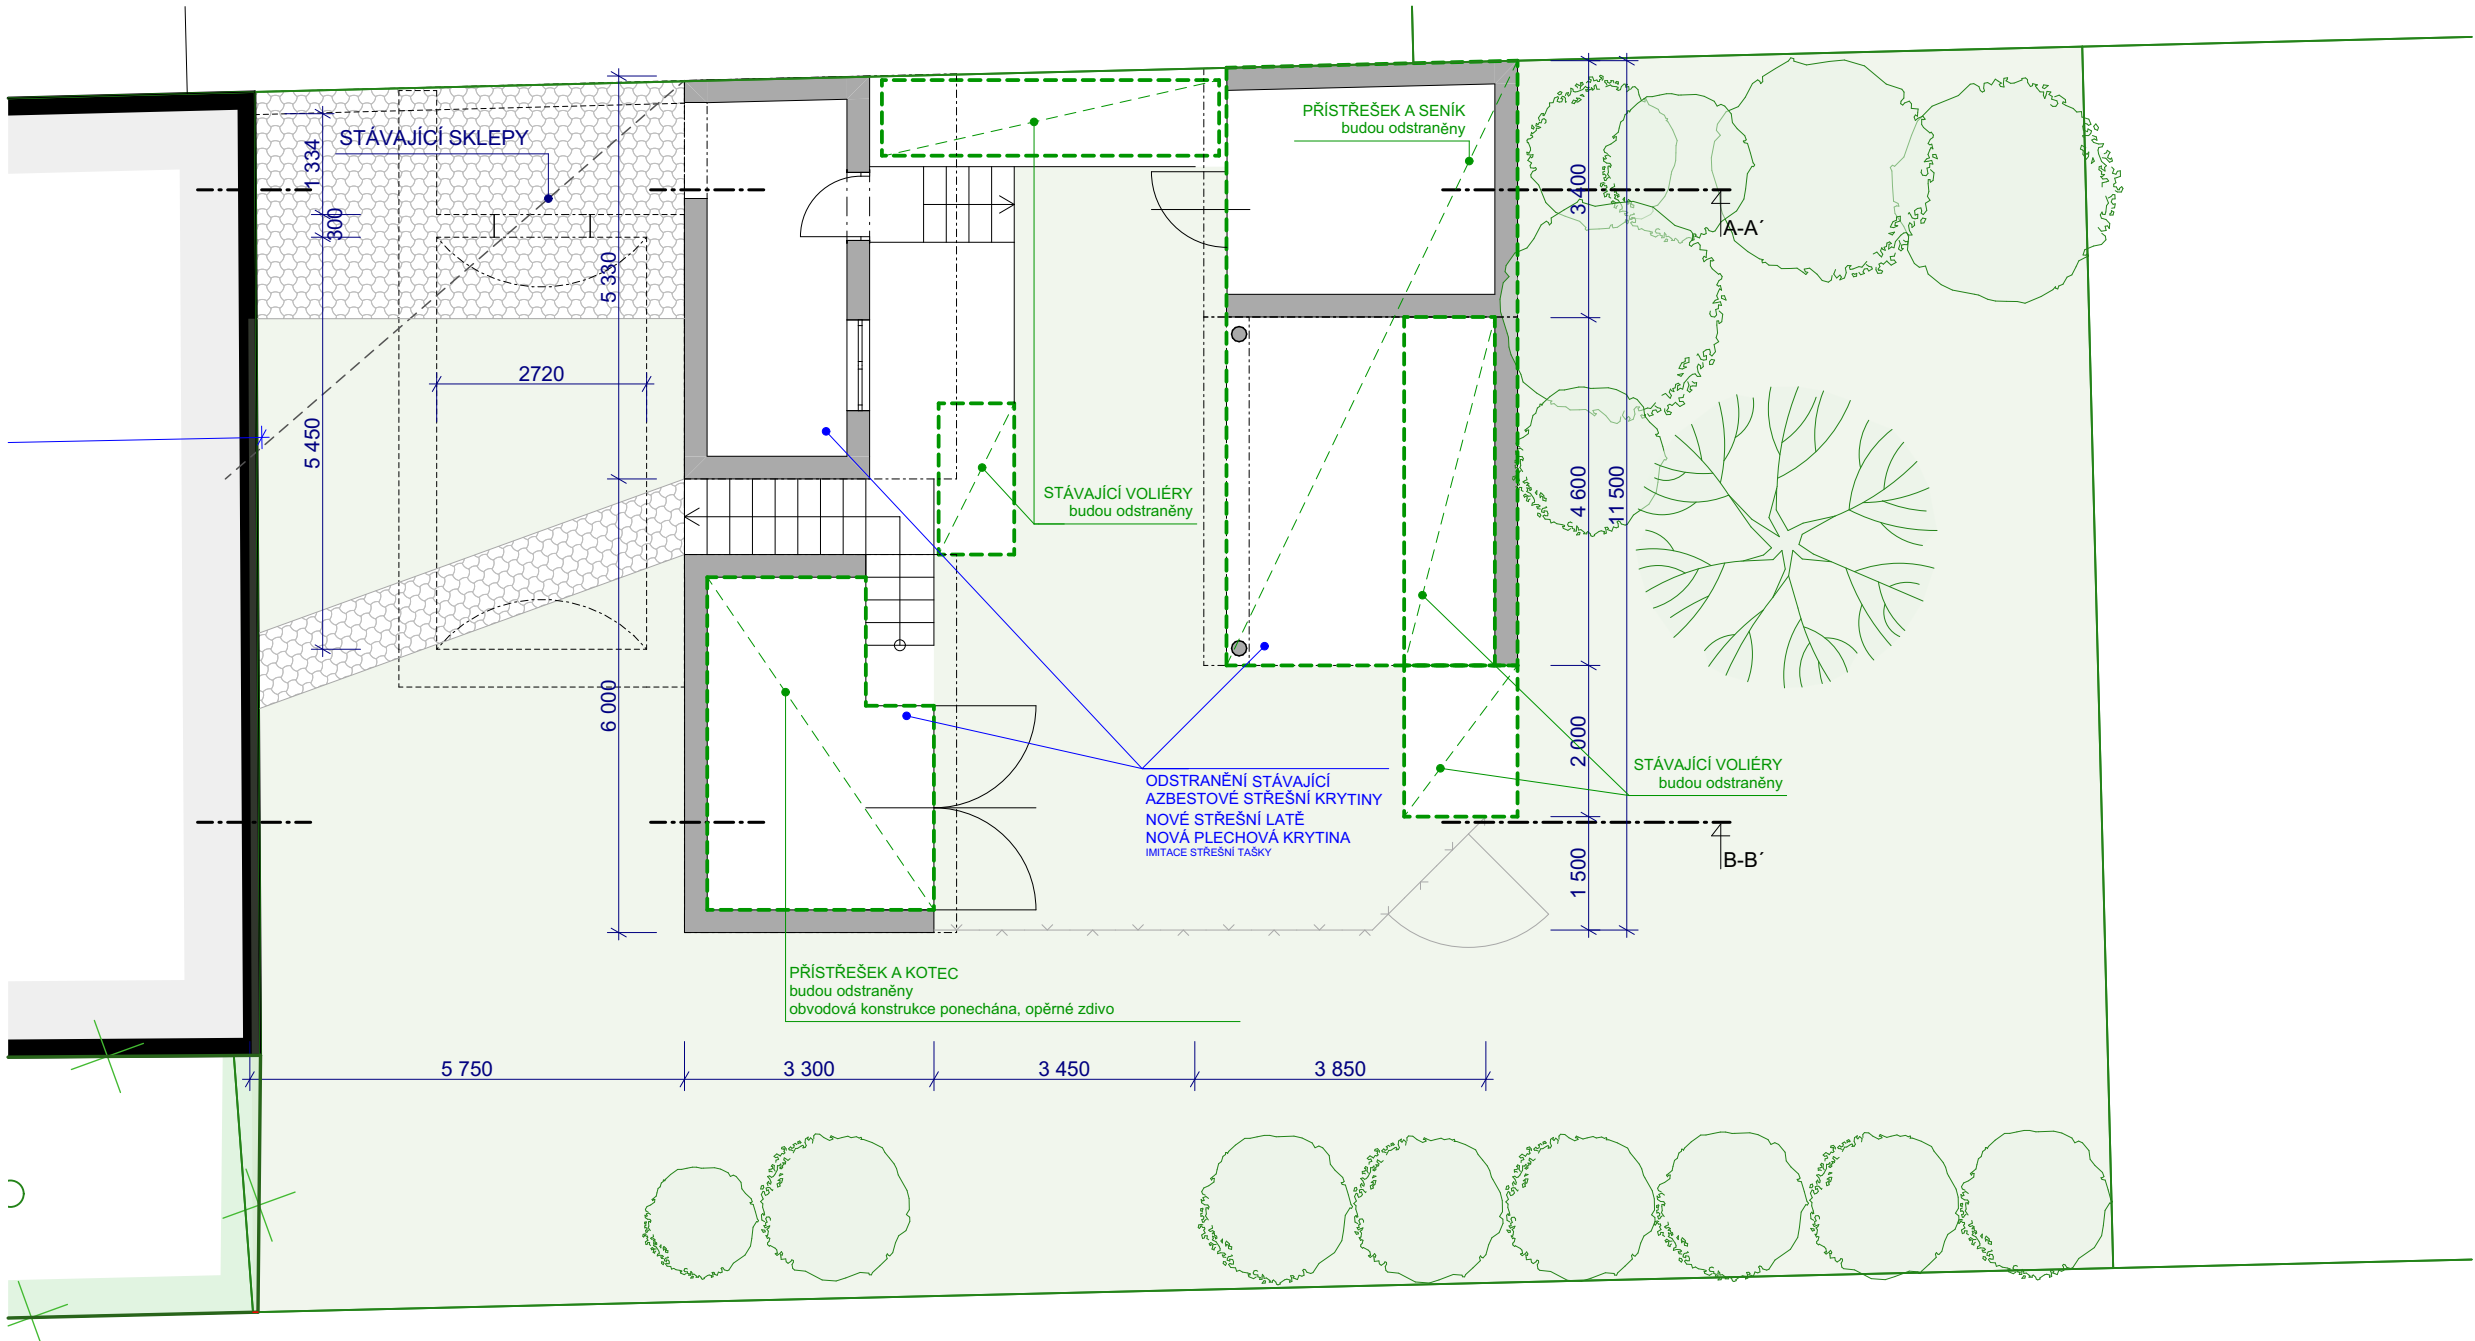 PŘÍSTŘEŠEK A SENÍK
budou odstraněny
STÁVAJÍCÍ SKLEPY
1 334
300
5 330
3 400
A-A´
2720
5 450
4 600
11 500
STÁVAJÍCÍ VOLIÉRY
budou odstraněny
6 000
2 000
STÁVAJÍCÍ VOLIÉRY
budou odstraněny
ODSTRANĚNÍ STÁVAJÍCÍ
AZBESTOVÉ STŘEŠNÍ KRYTINY
NOVÉ STŘEŠNÍ LATĚ
NOVÁ PLECHOVÁ KRYTINA
IMITACE STŘEŠNÍ TAŠKY
B-B´
1 500
PŘÍSTŘEŠEK A KOTEC
budou odstraněny
obvodová konstrukce ponechána, opěrné zdivo
5 750
3 300
3 450
3 850